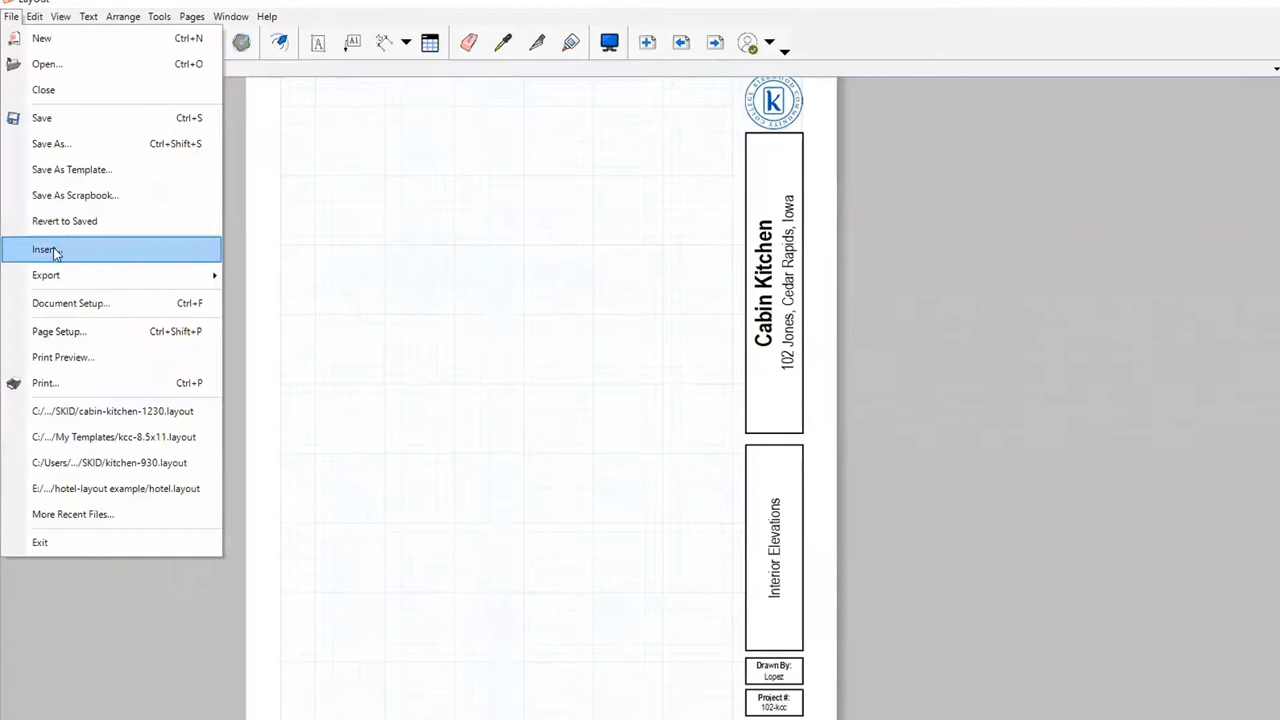 LayOut
File Edit View Text Arrange Tools Pages Window Help
New Ctrl+N
Open... Ctrl+O
Close
Save Ctrl+S
Save As... Ctrl+Shift+S
Save As Template...
Save As Scrapbook...
Revert to Saved
Insert...
Export
Document Setup... Ctrl+F
Page Setup... Ctrl+Shift+P
Print Preview...
Print... Ctrl+P
C:/.../SKID/cabin-kitchen-1230.layout
C:/.../My Templates/kcc-8.5x11.layout
C:/Users/.../SKID/kitchen-930.layout
E:/.../hotel-layout example/hotel.layout
More Recent Files...
Exit
A
A1
KIRKWOOD COMMUNITY COLLEGE
k
Cabin Kitchen
102 Jones, Cedar Rapids, Iowa
Interior Elevations
Drawn By:
Lopez
Project #:
102-kcc